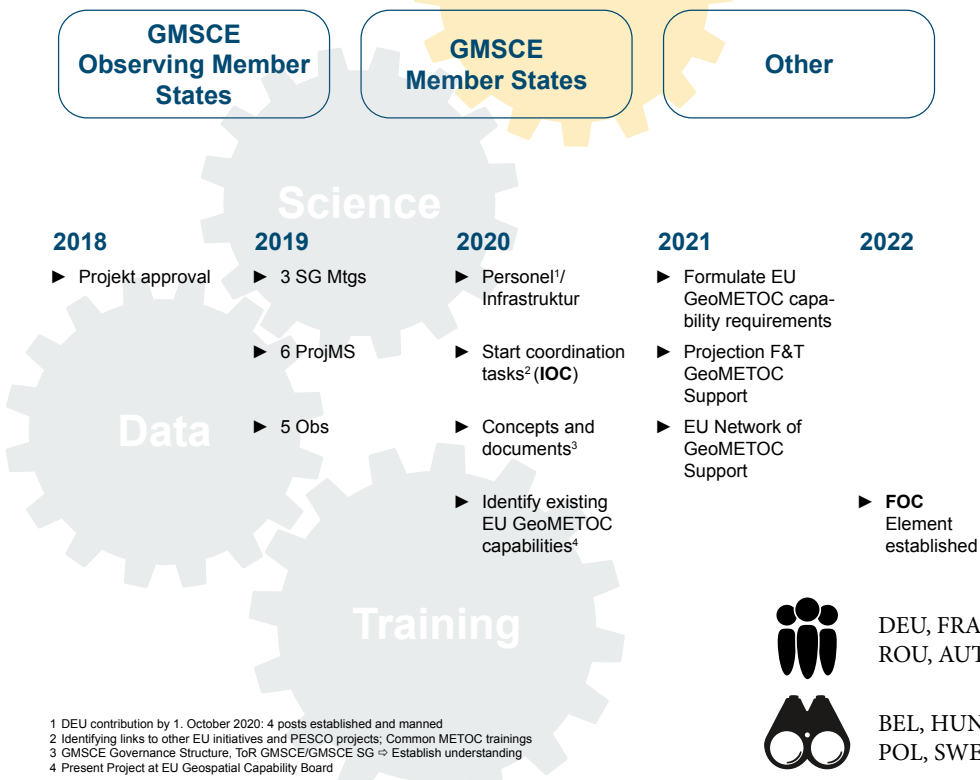 GMSCE
Observing Member
States
GMSCE
Member States
Other
Science
Data
Training
2018
► Projekt approval
2019
► 3 SG Mtgs
► 6 ProjMS
► 5 Obs
2020
► Personel¹/
Infrastruktur
► Start coordination
tasks² (IOC)
► Concepts and
documents³
► Identify existing
EU GeoMETOC
capabilities⁴
2021
► Formulate EU
GeoMETOC capa-
bility requirements
► Projection F&T
GeoMETOC
Support
► EU Network of
GeoMETOC
Support
2022
► FOC
Element
established
DEU, FRA
ROU, AUT
BEL, HUN
POL, SWE
1 DEU contribution by 1. October 2020: 4 posts established and manned
2 Identifying links to other EU initiatives and PESCO projects; Common METOC trainings
3 GMSCE Governance Structure, ToR GMSCE/GMSCE SG ⇨ Establish understanding
4 Present Project at EU Geospatial Capability Board